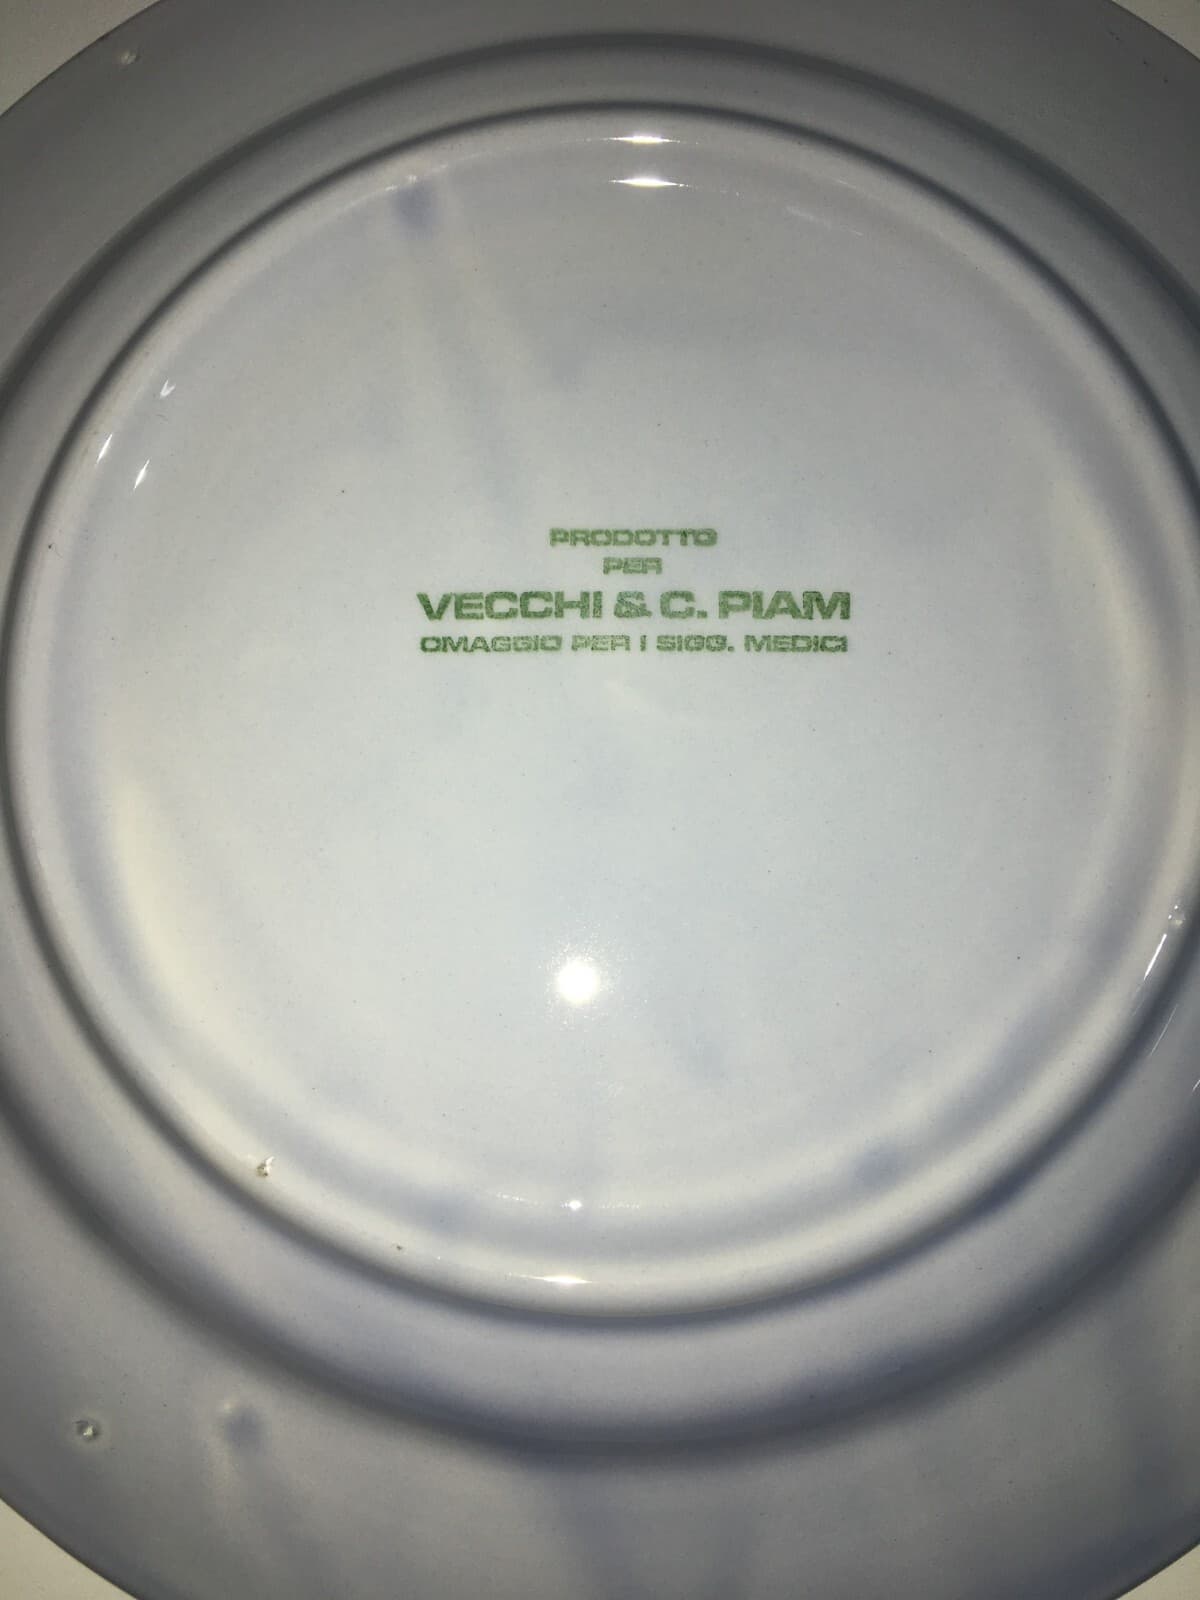 PRODOTTO
PER
VECCHI & C. PIAM
OMAGGIO PER I SIGG. MEDICI